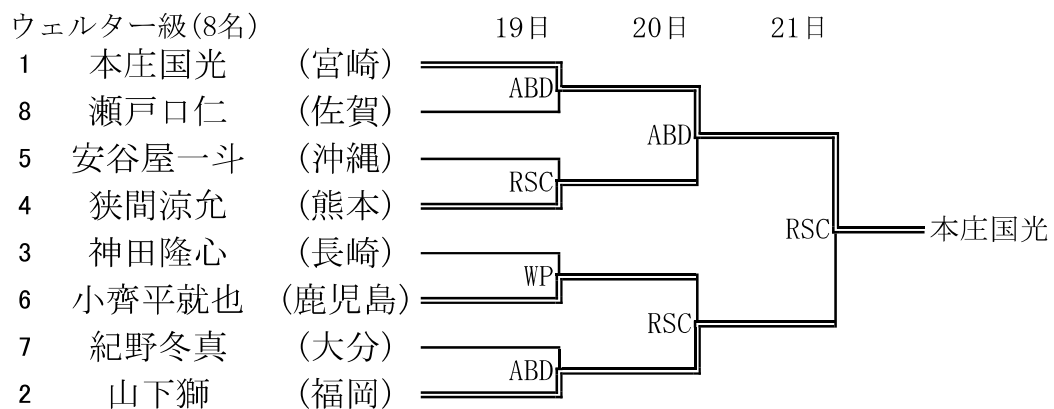 ウェルター級(8名) 19日 20日 21日
1 本庄国光 (宮崎)
ABD
8 瀬戸口仁 (佐賀)
ABD
5 安谷屋一斗 (沖縄)
RSC
4 狭間涼允 (熊本)
RSC 本庄国光
3 神田隆心 (長崎)
WP
6 小齊平就也 (鹿児島)
RSC
7 紀野冬真 (大分)
ABD
2 山下獅 (福岡)